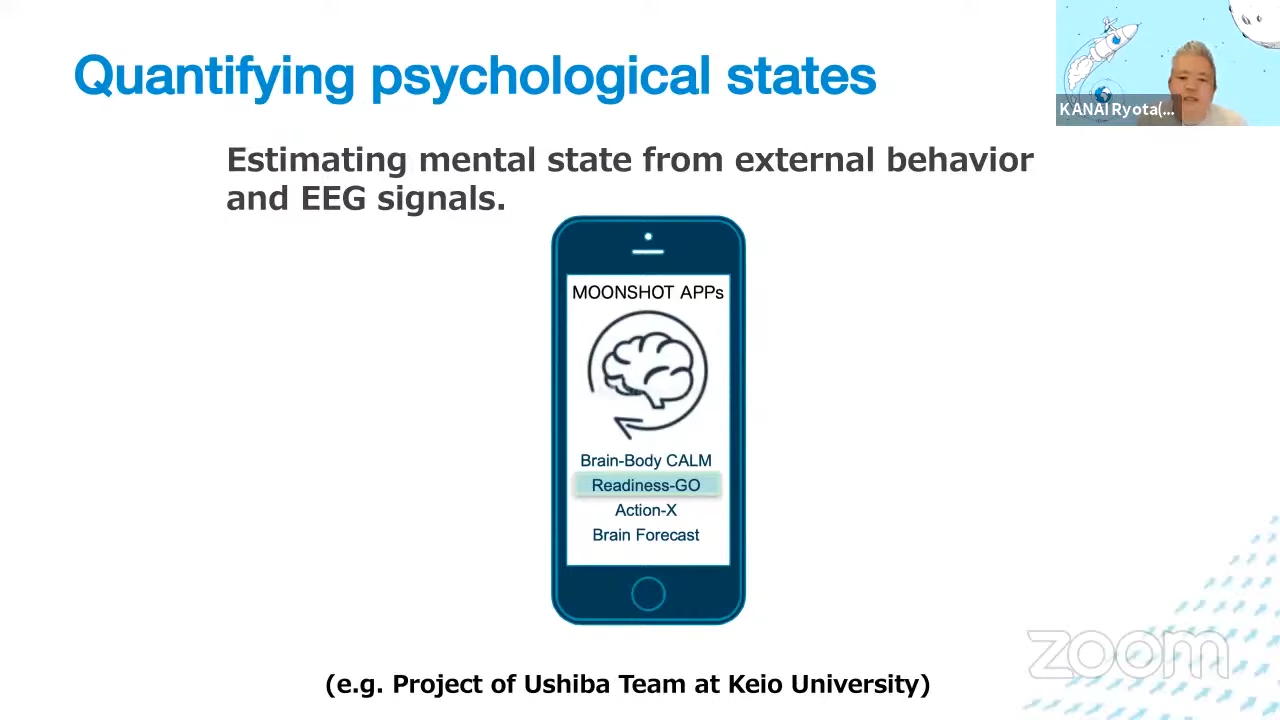 Quantifying psychological states
KANAI Ryota(...
Estimating mental state from external behavior
and EEG signals.
MOONSHOT APPs
Brain-Body CALM
Readiness-GO
Action-X
Brain Forecast
(e.g. Project of Ushiba Team at Keio University)
zoom